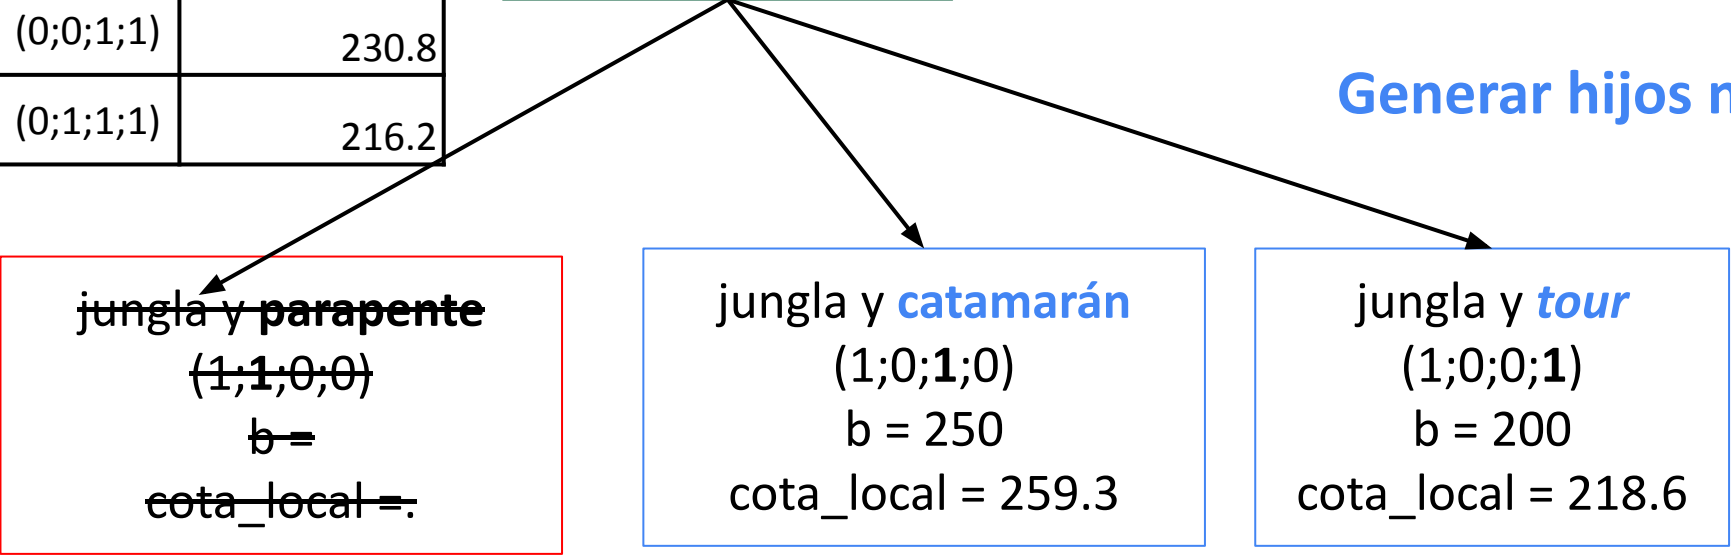 (0;0;1;1) 230.8
(0;1;1;1) 216.2
Generar hijos
jungla y parapente
(1;1;0;0)
b =
cota_local =.
jungla y catamarán
(1;0;1;0)
b = 250
cota_local = 259.3
jungla y tour
(1;0;0;1)
b = 200
cota_local = 218.6